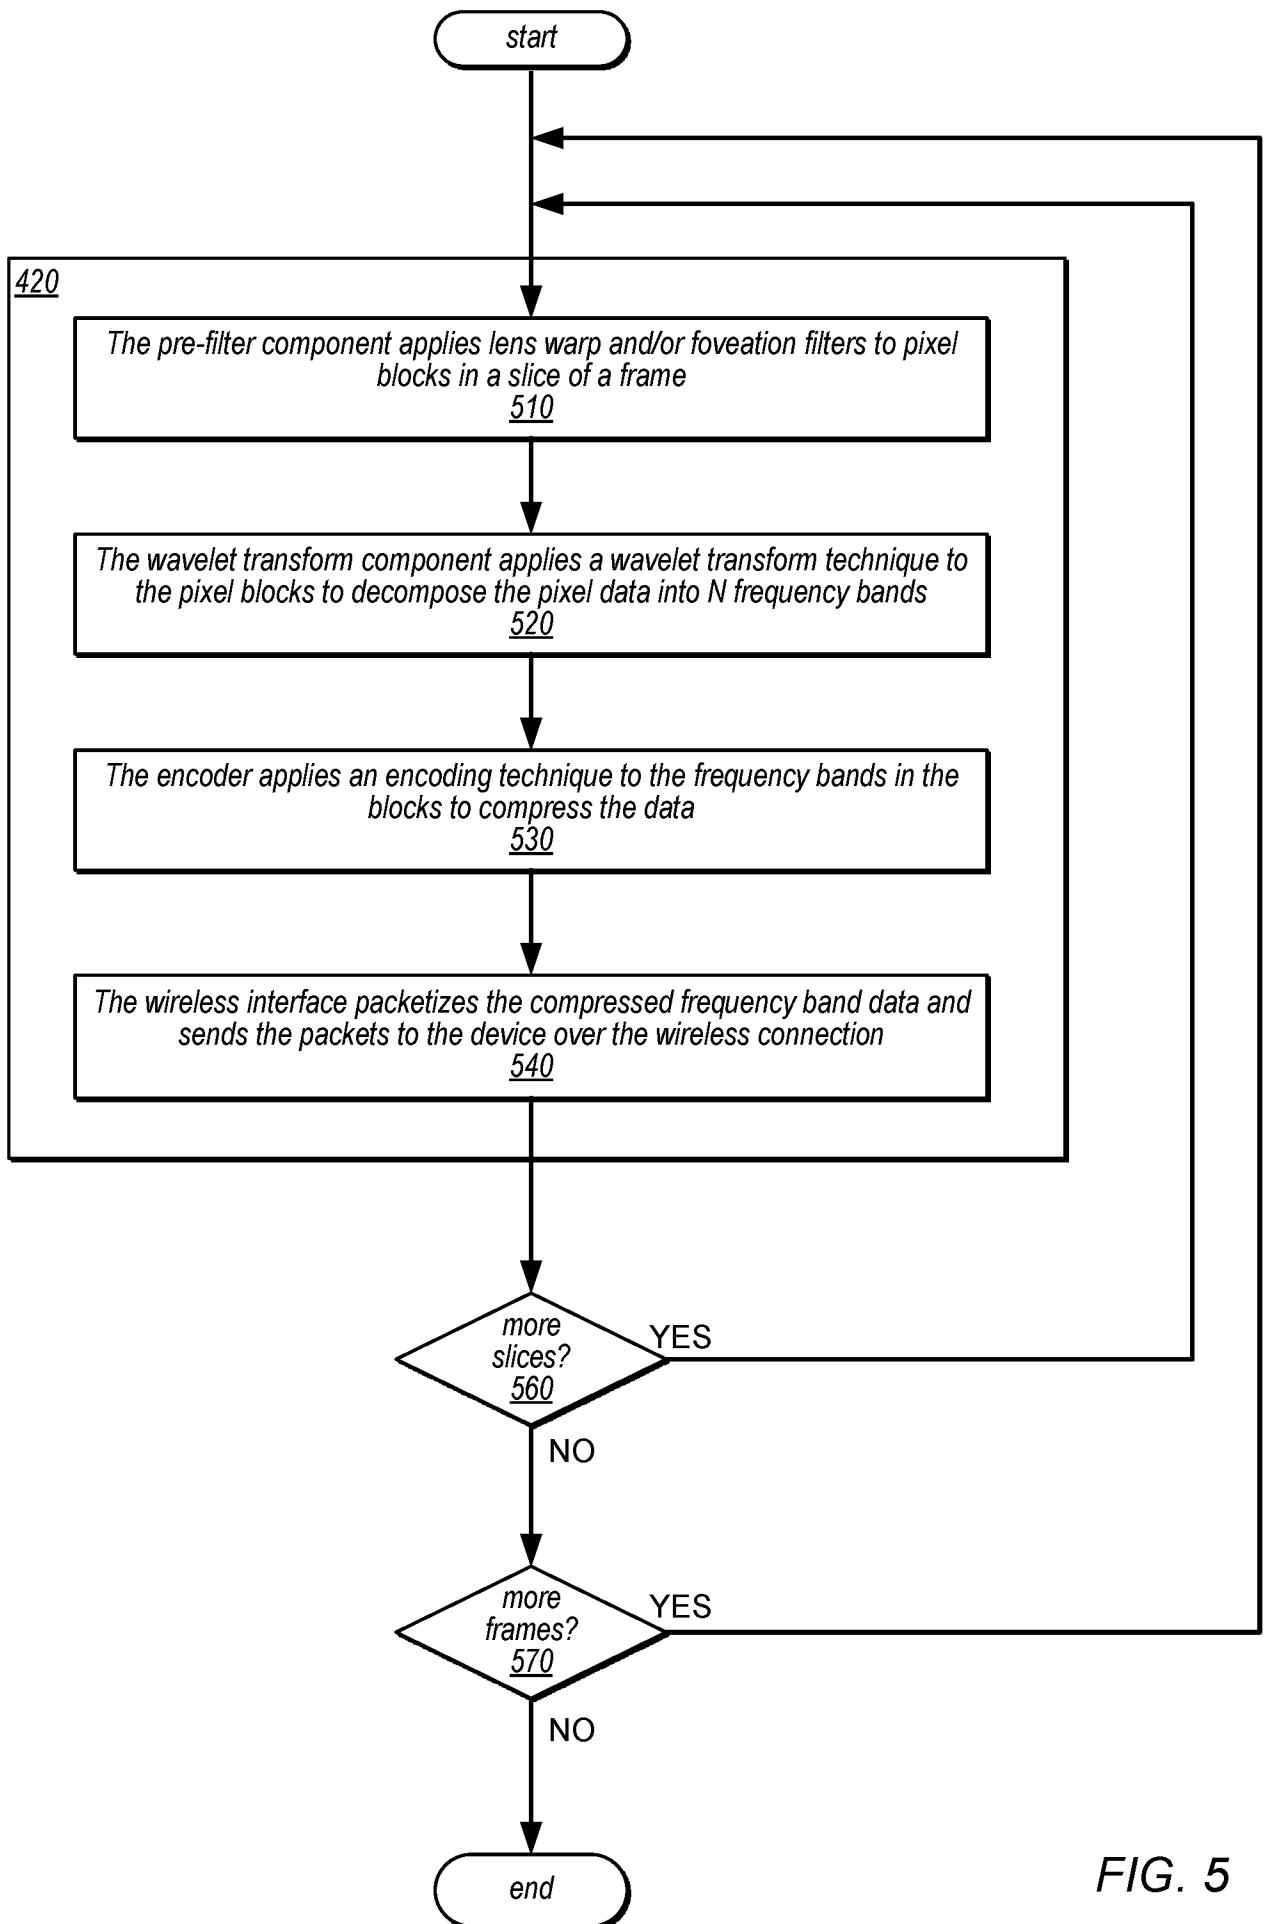 start
420
The pre-filter component applies lens warp and/or foveation filters to pixel
blocks in a slice of a frame
510
The wavelet transform component applies a wavelet transform technique to
the pixel blocks to decompose the pixel data into N frequency bands
520
The encoder applies an encoding technique to the frequency bands in the
blocks to compress the data
530
The wireless interface packetizes the compressed frequency band data and
sends the packets to the device over the wireless connection
540
more
slices?
560
YES
NO
more
frames?
570
YES
NO
end
FIG. 5